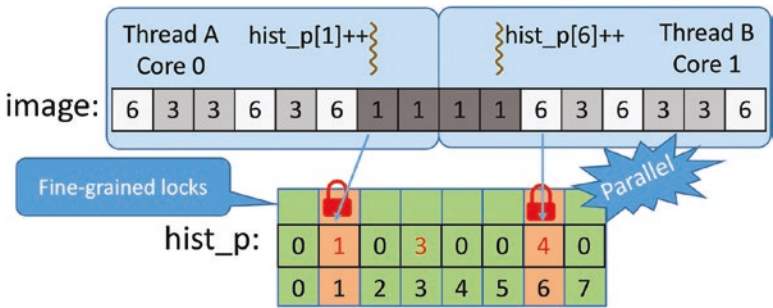 Thread A
Core 0
hist_p[1]++
hist_p[6]++
Thread B
Core 1
image: 6 3 3 6 3 6 1 1 1 1 6 3 6 3 3 6
Fine-grained locks
Parallel
hist_p: 0 1 0 3 0 0 4 0
0 1 2 3 4 5 6 7